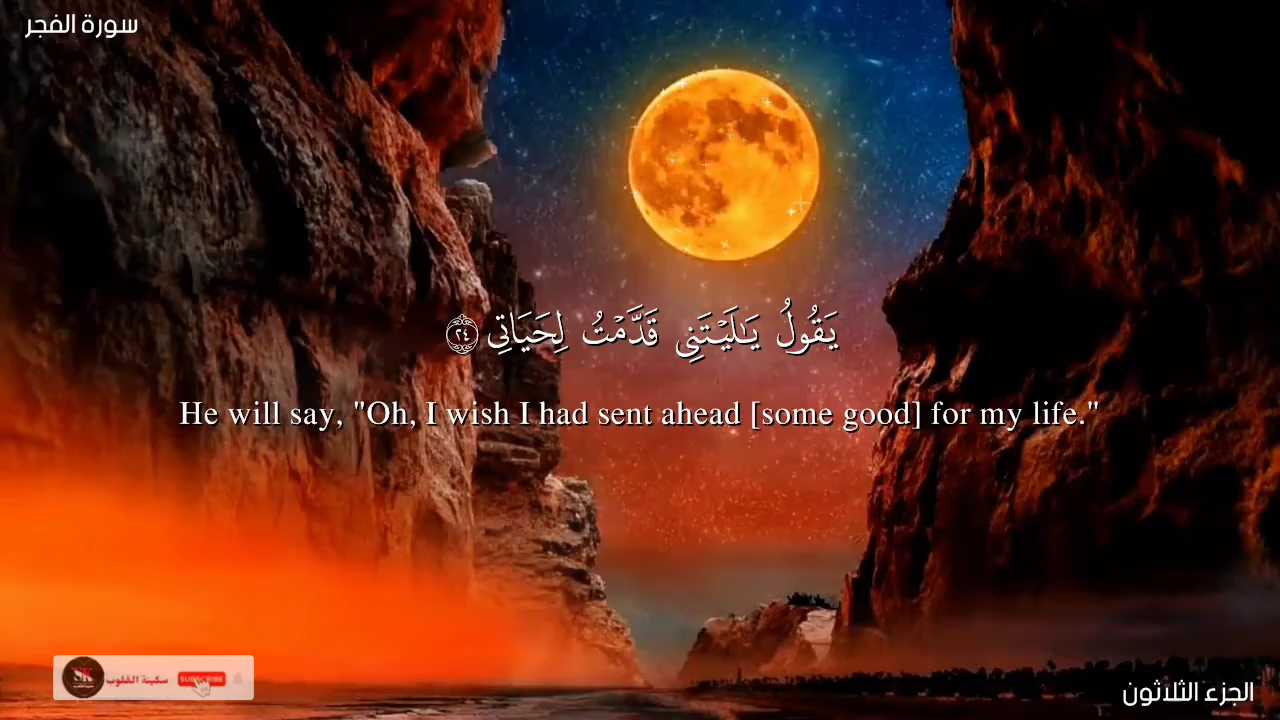 سورة الفجر
يَقُولُ يَـٰلَيْتَنِى قَدَّمْتُ لِحَيَاتِى ٢٤
He will say, "Oh, I wish I had sent ahead [some good] for my life."
SK سكينة القلوب SUBSCRIBE
الجزء الثلاثون